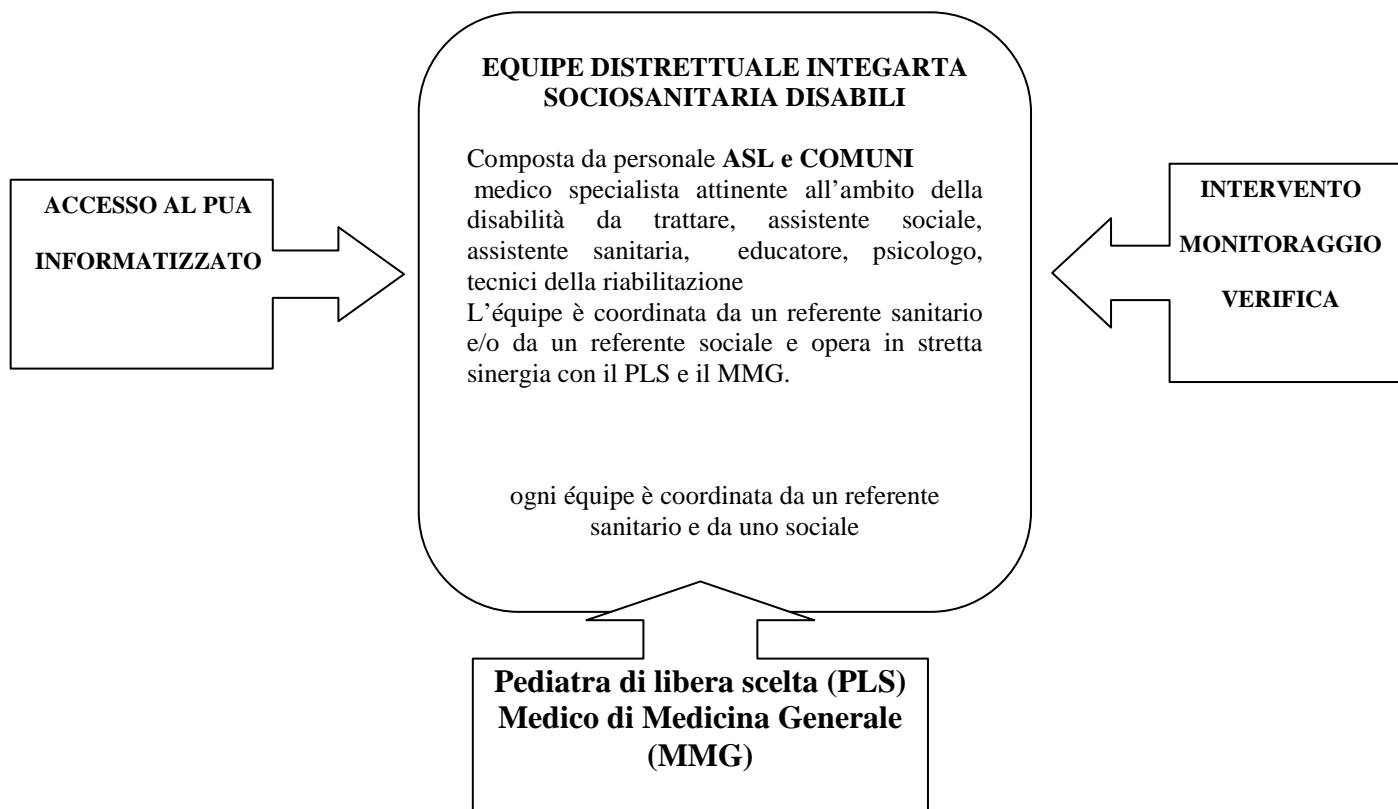 EQUIPE DISTRETTUALE INTEGARTA
SOCIOSANITARIA DISABILI
Composta da personale ASL e COMUNI
medico specialista attinente all’ambito della
disabilità da trattare, assistente sociale,
assistente sanitaria, educatore, psicologo,
tecnici della riabilitazione
L’équipe è coordinata da un referente sanitario
e/o da un referente sociale e opera in stretta
sinergia con il PLS e il MMG.
ogni équipe è coordinata da un referente
sanitario e da uno sociale
ACCESSO AL PUA
INFORMATIZZATO
INTERVENTO
MONITORAGGIO
VERIFICA
Pediatra di libera scelta (PLS)
Medico di Medicina Generale
(MMG)